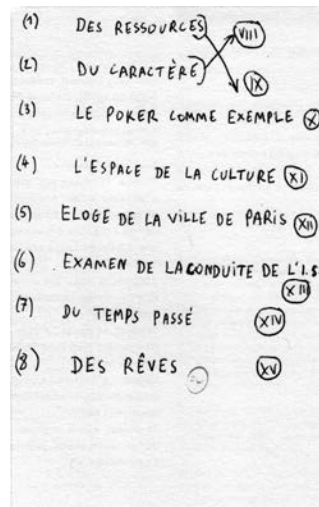 (1) DES RESSOURCES VIII
(2) DU CARACTÈRE IX
(3) LE POKER COMME EXEMPLE X
(4) L'ESPACE DE LA CULTURE XI
(5) ELOGE DE LA VILLE DE PARIS XII
(6) EXAMEN DE LA CONDUITE DE L'I.S
XIII
(7) DU TEMPS PASSÉ XIV
(8) DES RÊVES XV